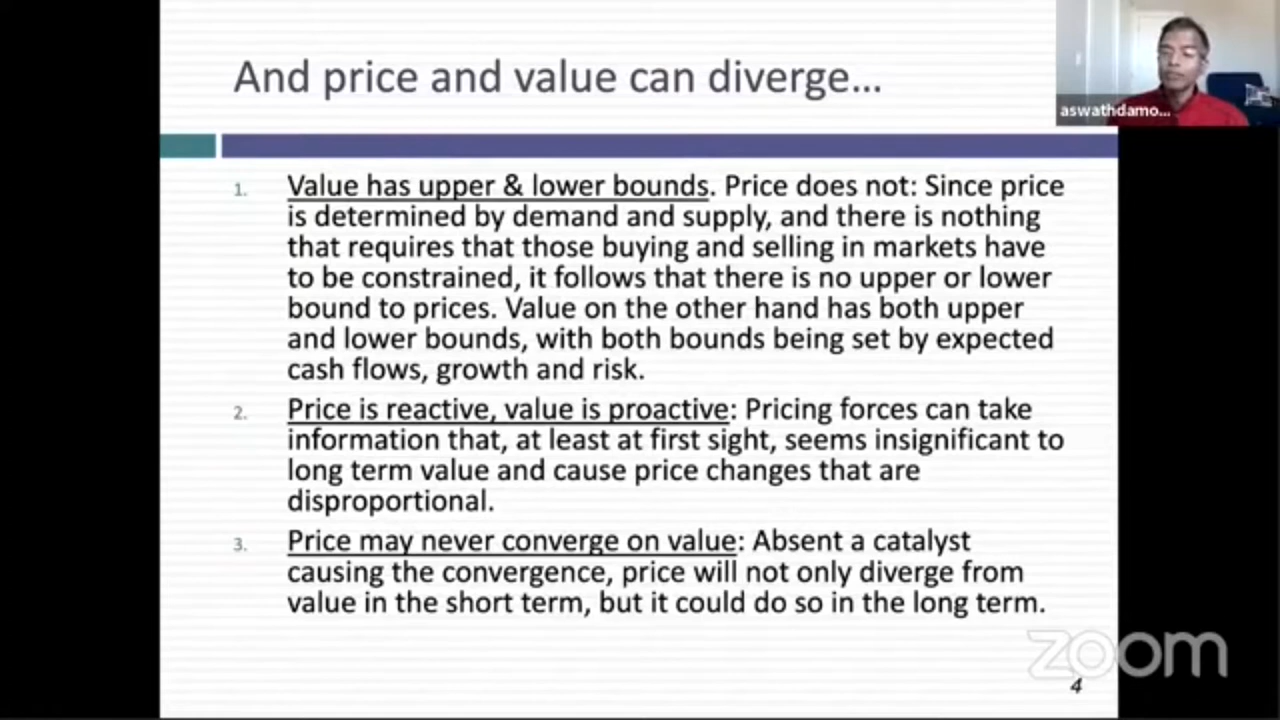 And price and value can diverge...
aswathdamo...
1. Value has upper & lower bounds. Price does not: Since price
is determined by demand and supply, and there is nothing
that requires that those buying and selling in markets have
to be constrained, it follows that there is no upper or lower
bound to prices. Value on the other hand has both upper
and lower bounds, with both bounds being set by expected
cash flows, growth and risk.
2. Price is reactive, value is proactive: Pricing forces can take
information that, at least at first sight, seems insignificant to
long term value and cause price changes that are
disproportional.
3. Price may never converge on value: Absent a catalyst
causing the convergence, price will not only diverge from
value in the short term, but it could do so in the long term.
zoom
4